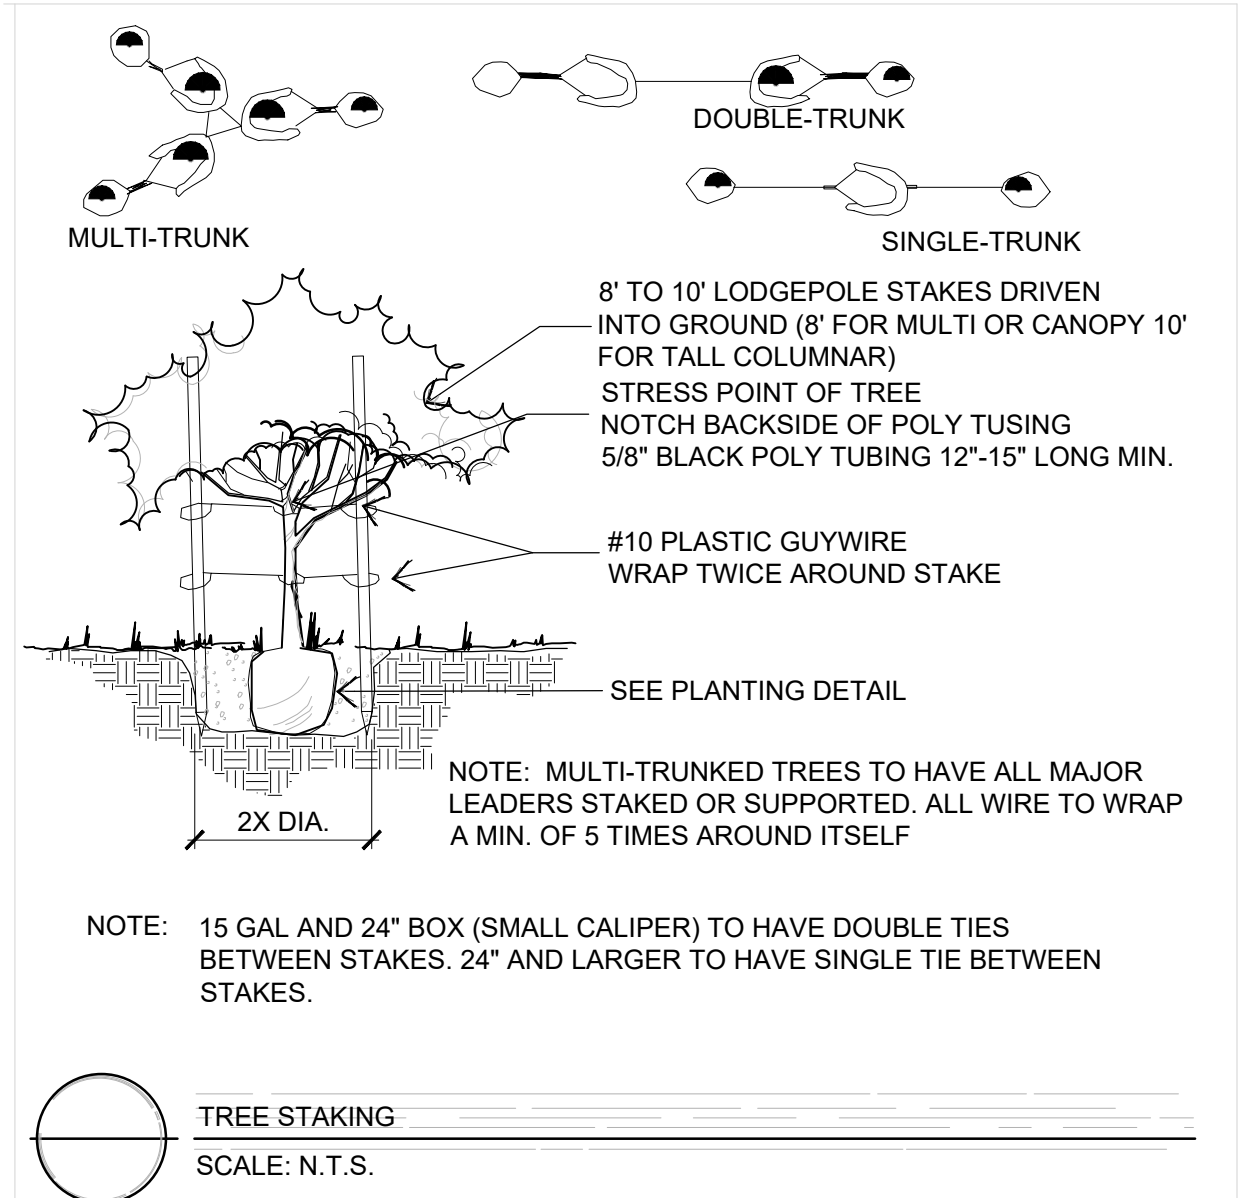 DOUBLE-TRUNK
MULTI-TRUNK
SINGLE-TRUNK
8' TO 10' LODGEPOLE STAKES DRIVEN
INTO GROUND (8' FOR MULTI OR CANOPY 10'
FOR TALL COLUMNAR)
STRESS POINT OF TREE
NOTCH BACKSIDE OF POLY TUSING
5/8" BLACK POLY TUBING 12"-15" LONG MIN.
#10 PLASTIC GUYWIRE
WRAP TWICE AROUND STAKE
SEE PLANTING DETAIL
NOTE: MULTI-TRUNKED TREES TO HAVE ALL MAJOR
LEADERS STAKED OR SUPPORTED. ALL WIRE TO WRAP
A MIN. OF 5 TIMES AROUND ITSELF
2X DIA.
NOTE: 15 GAL AND 24" BOX (SMALL CALIPER) TO HAVE DOUBLE TIES
BETWEEN STAKES. 24" AND LARGER TO HAVE SINGLE TIE BETWEEN
STAKES.
TREE STAKING
SCALE: N.T.S.